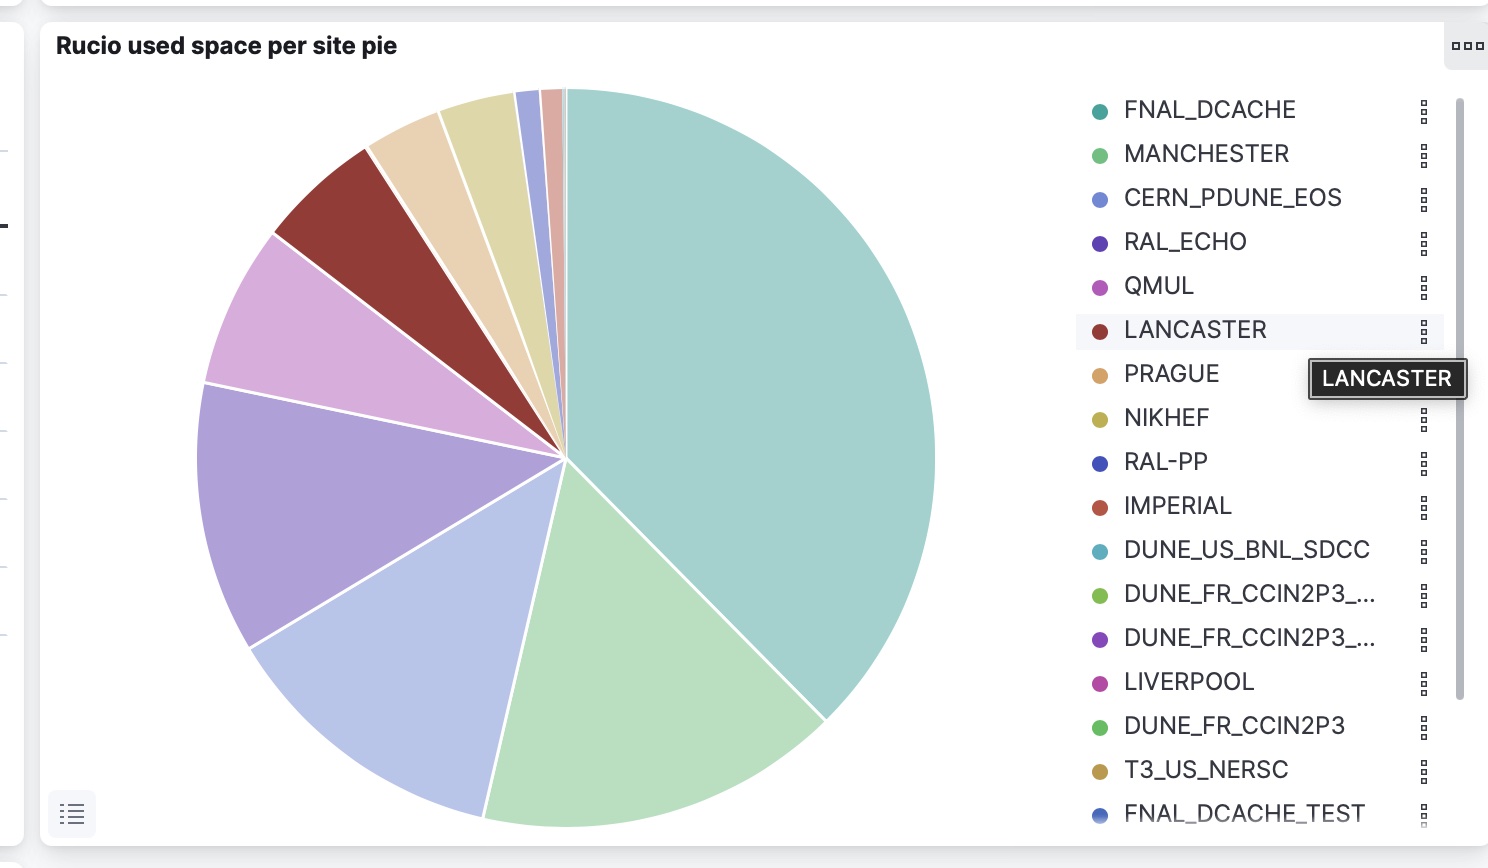 Rucio used space per site pie
FNAL_DCACHE
MANCHESTER
CERN_PDUNE_EOS
RAL_ECHO
QMUL
LANCASTER
PRAGUE
LANCASTER
NIKHEF
RAL-PP
IMPERIAL
DUNE_US_BNL_SDCC
DUNE_FR_CCIN2P3_...
DUNE_FR_CCIN2P3_...
LIVERPOOL
DUNE_FR_CCIN2P3
T3_US_NERSC
FNAL_DCACHE_TEST